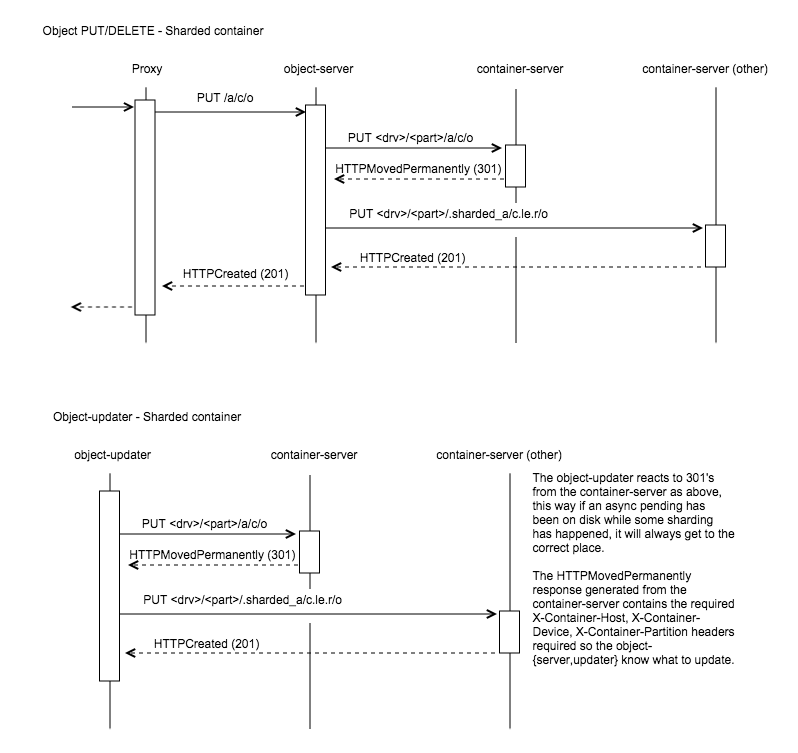 Object PUT/DELETE - Sharded container
Proxy
object-server
container-server
container-server (other)
PUT /a/c/o
PUT <drv>/<part>/a/c/o
HTTPMovedPermanently (301)
PUT <drv>/<part>/.sharded_a/c.le.r/o
HTTPCreated (201)
HTTPCreated (201)
Object-updater - Sharded container
object-updater
container-server
container-server (other)
PUT <drv>/<part>/a/c/o
HTTPMovedPermanently (301)
PUT <drv>/<part>/.sharded_a/c.le.r/o
HTTPCreated (201)
The object-updater reacts to 301's
from the container-server as above,
this way if an async pending has
been on disk while some sharding
has happened, it will always get to the
correct place.
The HTTPMovedPermanently
response generated from the
container-server contains the required
X-Container-Host, X-Container-
Device, X-Container-Partition headers
required so the object-
{server,updater} know what to update.